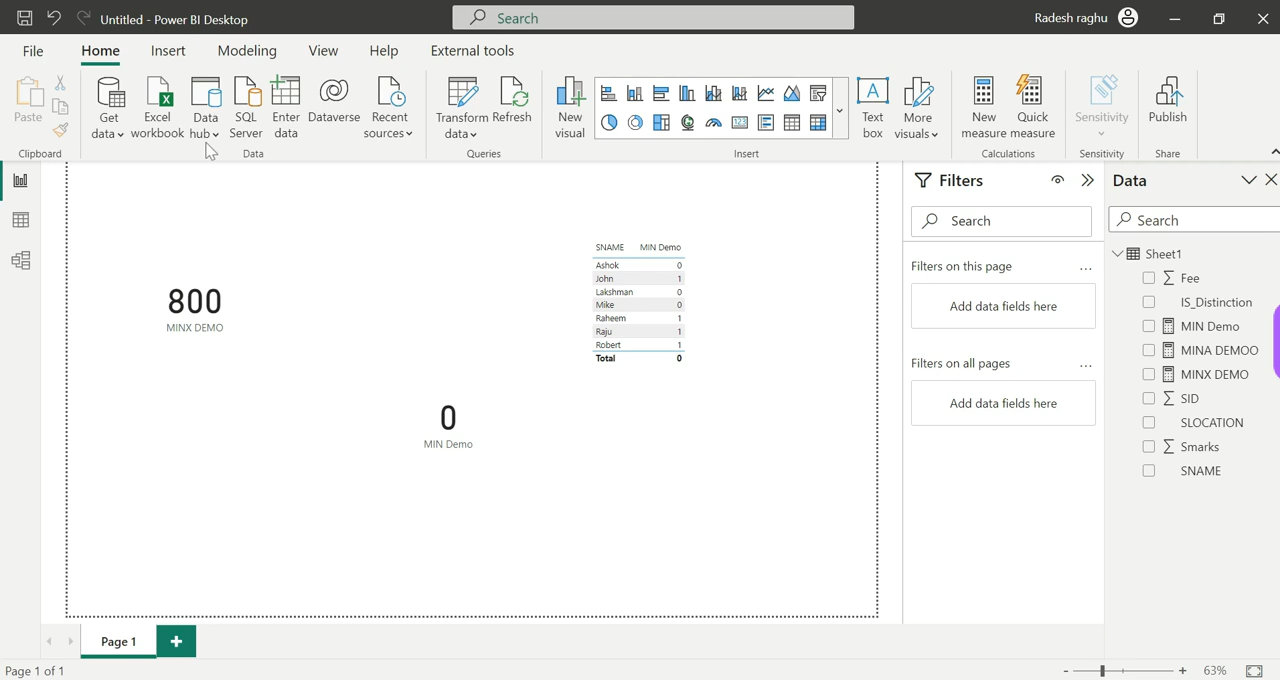 Untitled - Power BI Desktop
Search
Radesh raghu
File
Home
Insert
Modeling
View
Help
External tools
Paste
Get data
Excel workbook
Data hub
SQL Server
Enter data
Dataverse
Recent sources
Transform data
Refresh
New visual
Text box
More visuals
New measure
Quick measure
Sensitivity
Publish
Clipboard
Data
Queries
Insert
Calculations
Sensitivity
Share
800
MINX DEMO
SNAME MIN Demo
Ashok 0
John 1
Lakshman 0
Mike 0
Raheem 1
Raju 1
Robert 1
Total 0
0
MIN Demo
Filters
Search
Filters on this page
...
Add data fields here
Filters on all pages
...
Add data fields here
Data
Search
Sheet1
Fee
IS_Distinction
MIN Demo
MINA DEMOO
MINX DEMO
SID
SLOCATION
Smarks
SNAME
Page 1
Page 1 of 1
- + 63%